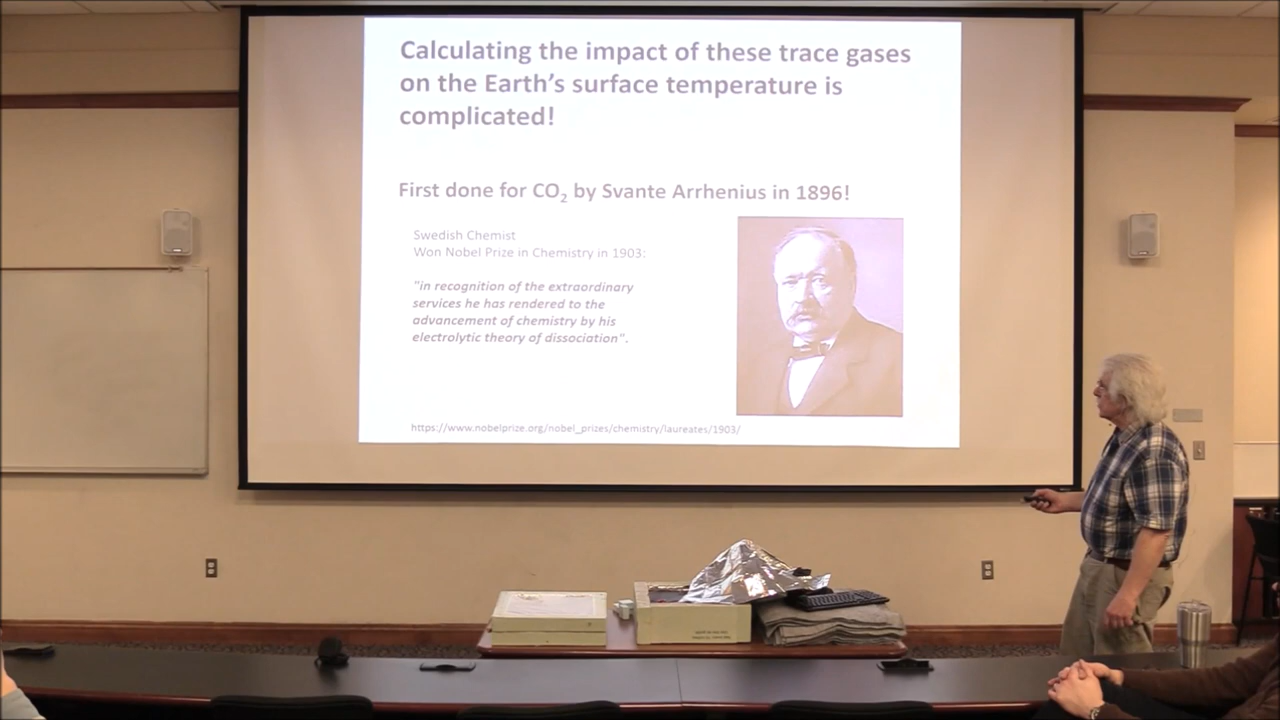 Calculating the impact of these trace gases
on the Earth's surface temperature is
complicated!
First done for CO₂ by Svante Arrhenius in 1896!
Swedish Chemist
Won Nobel Prize in Chemistry in 1903:
"in recognition of the extraordinary
services he has rendered to the
advancement of chemistry by his
electrolytic theory of dissociation".
https://www.nobelprize.org/nobel_prizes/chemistry/laureates/1903/